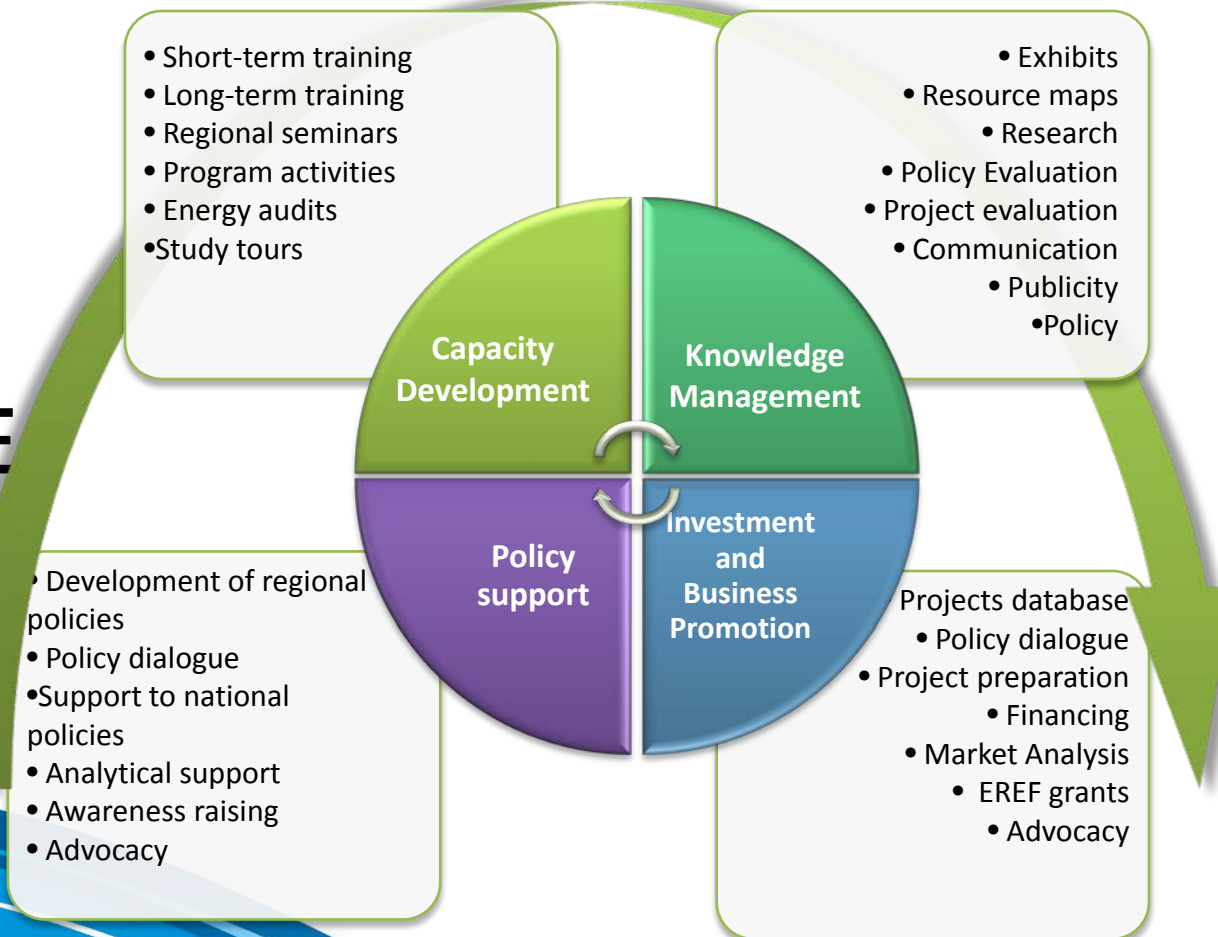 • Short-term training
• Long-term training
• Regional seminars
• Program activities
• Energy audits
•Study tours
• Exhibits
• Resource maps
• Research
• Policy Evaluation
• Project evaluation
• Communication
• Publicity
•Policy
Capacity
Development
Knowledge
Management
E
Policy
support
Investment
and
Business
Promotion
• Development of regional
policies
• Policy dialogue
•Support to national
policies
• Analytical support
• Awareness raising
• Advocacy
Projects database
• Policy dialogue
• Project preparation
• Financing
• Market Analysis
• EREF grants
• Advocacy